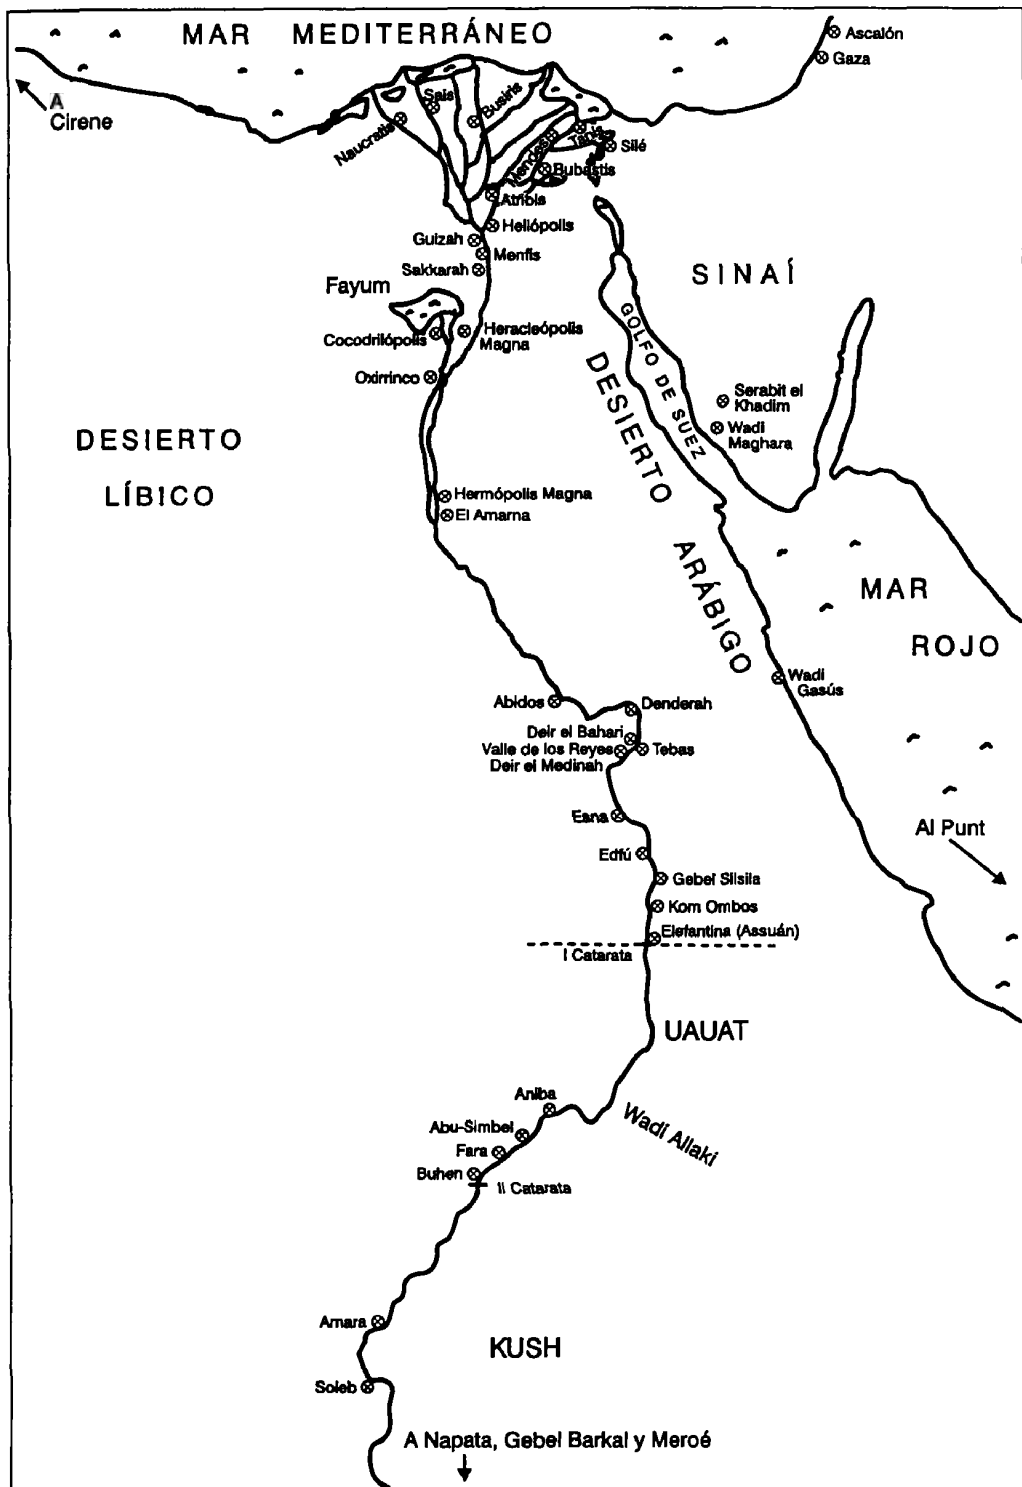 MAR MEDITERRÁNEO
Ascalón
Gaza
A
Cirene
Sais
Busiris
Naucratis
Mendes
Tanis
Silé
Bubastis
Atribis
Heliópolis
Guizah
Menfis
Sakkarah
Fayum
SINAÍ
Cocodrilópolis
Heracleópolis
Magna
GOLFO DE SUEZ
Oxirrinco
Serabit el
Khadim
Wadi
Maghara
DESIERTO
LÍBICO
DESIERTO
ARÁBIGO
Hermópolis Magna
El Amarna
MAR
ROJO
Wadi
Gasús
Abidos
Denderah
Deir el Bahari
Valle de los Reyes
Tebas
Deir el Medinah
Esna
Al Punt
Edfú
Gebel Silsila
Kom Ombos
Elefantina (Assuán)
I Catarata
UAUAT
Aniba
Wadi Allaki
Abu-Simbel
Fara
Buhen
II Catarata
Amara
KUSH
Soleb
A Napata, Gebel Barkal y Meroé